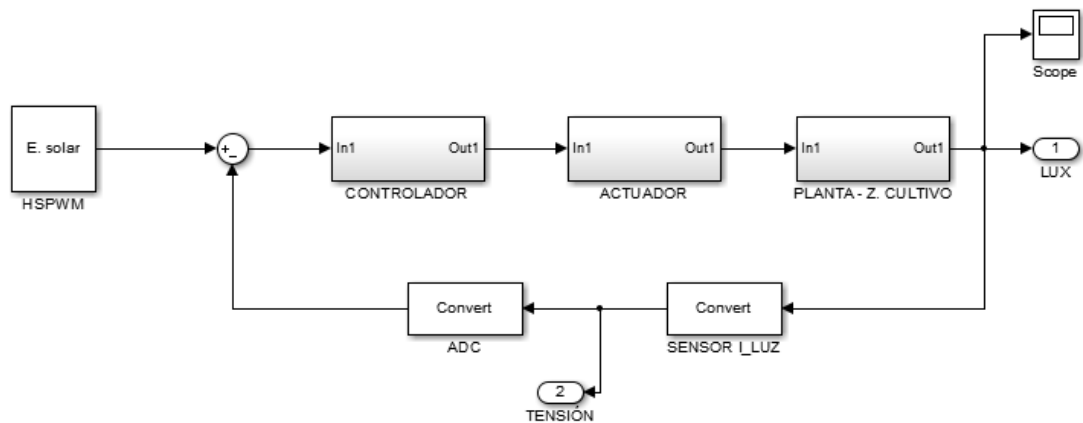 Scope
E. solar
HSPWM
+
_
In1
Out1
CONTROLADOR
In1
Out1
ACTUADOR
In1
Out1
PLANTA - Z. CULTIVO
1
LUX
Convert
ADC
Convert
SENSOR I_LUZ
2
TENSIÓN